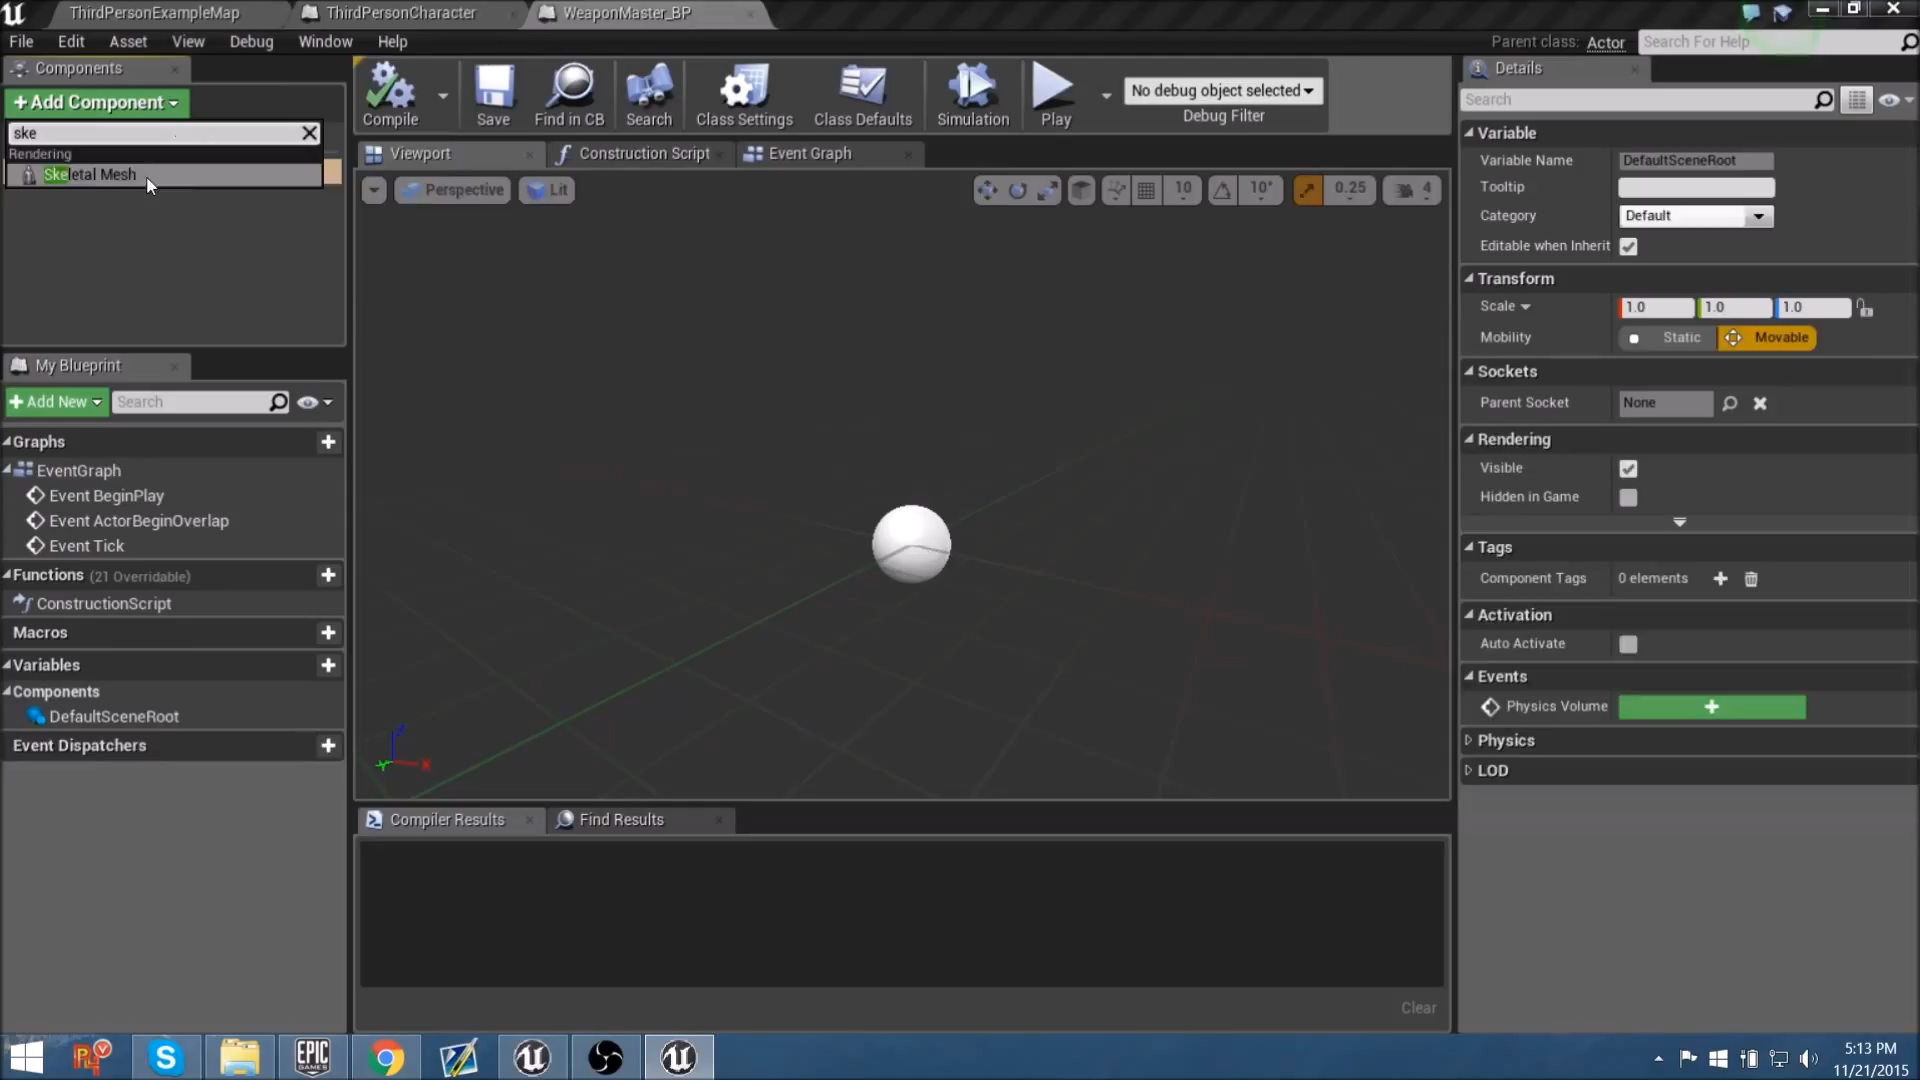 ThirdPersonExampleMap
ThirdPersonCharacter
WeaponMaster_BP
File Edit Asset View Debug Window Help
Parent class: Actor
Search For Help
Components
+Add Component
ske
Rendering
Skeletal Mesh
My Blueprint
+Add New
Search
Graphs
EventGraph
Event BeginPlay
Event ActorBeginOverlap
Event Tick
Functions (21 Overridable)
ConstructionScript
Macros
Variables
Components
DefaultSceneRoot
Event Dispatchers
Compile Save Find in CB Search Class Settings Class Defaults Simulation Play
No debug object selected
Debug Filter
Viewport
Construction Script
Event Graph
Perspective
Lit
10 10° 0.25 4
Z
Y X
Compiler Results
Find Results
Clear
Details
Search
Variable
Variable Name DefaultSceneRoot
Tooltip
Category Default
Editable when Inherit
Transform
Scale 1.0 1.0 1.0
Mobility Static Movable
Sockets
Parent Socket None
Rendering
Visible
Hidden in Game
Tags
Component Tags 0 elements
Activation
Auto Activate
Events
Physics Volume
Physics
LOD
EPIC
GAMES
5:13 PM
11/21/2015